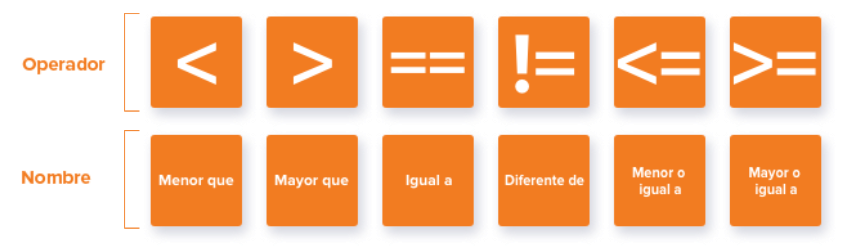 Operador < > == != <= >=
Nombre Menor que Mayor que Igual a Diferente de Menor o igual a Mayor o igual a